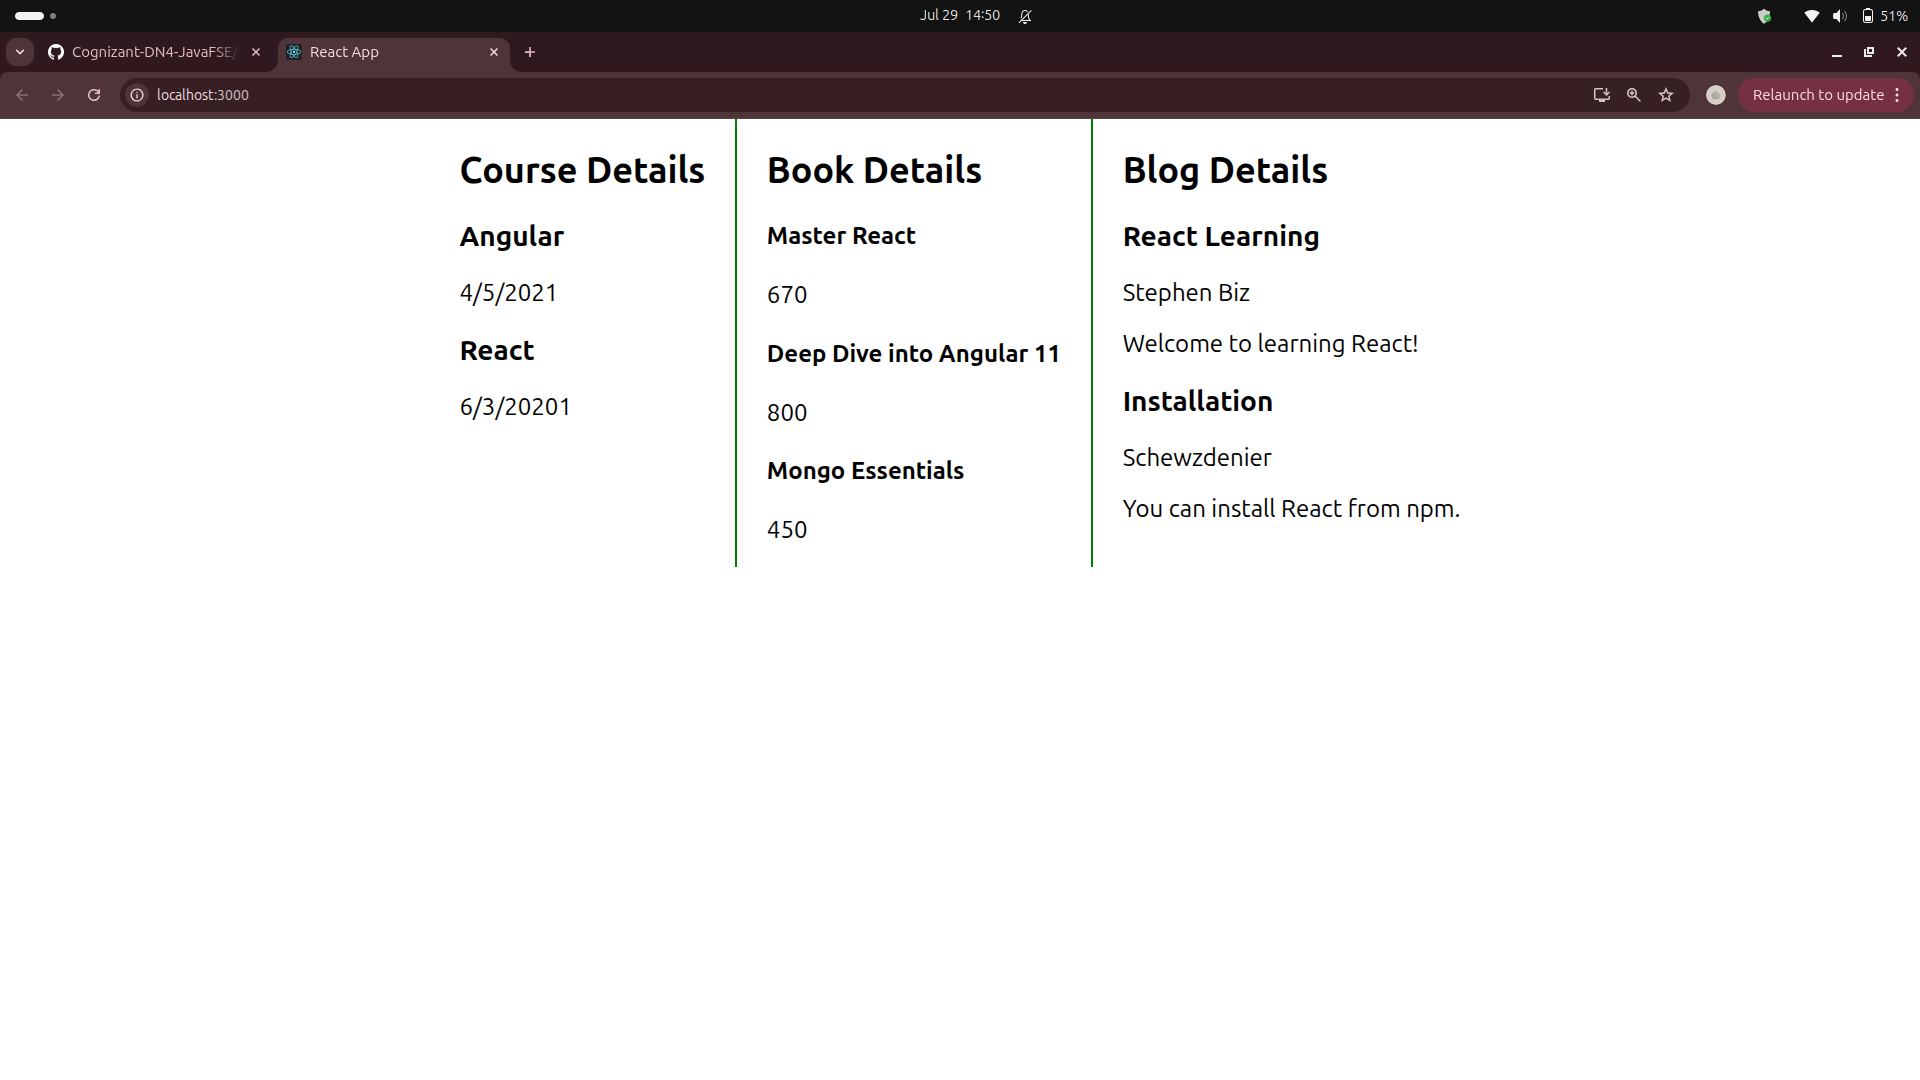 Jul 29 14:50
51%
Cognizant-DN4-JavaFSE/
React App
localhost:3000
Relaunch to update
Course Details
Angular
4/5/2021
React
6/3/20201
Book Details
Master React
670
Deep Dive into Angular 11
800
Mongo Essentials
450
Blog Details
React Learning
Stephen Biz
Welcome to learning React!
Installation
Schewzdenier
You can install React from npm.